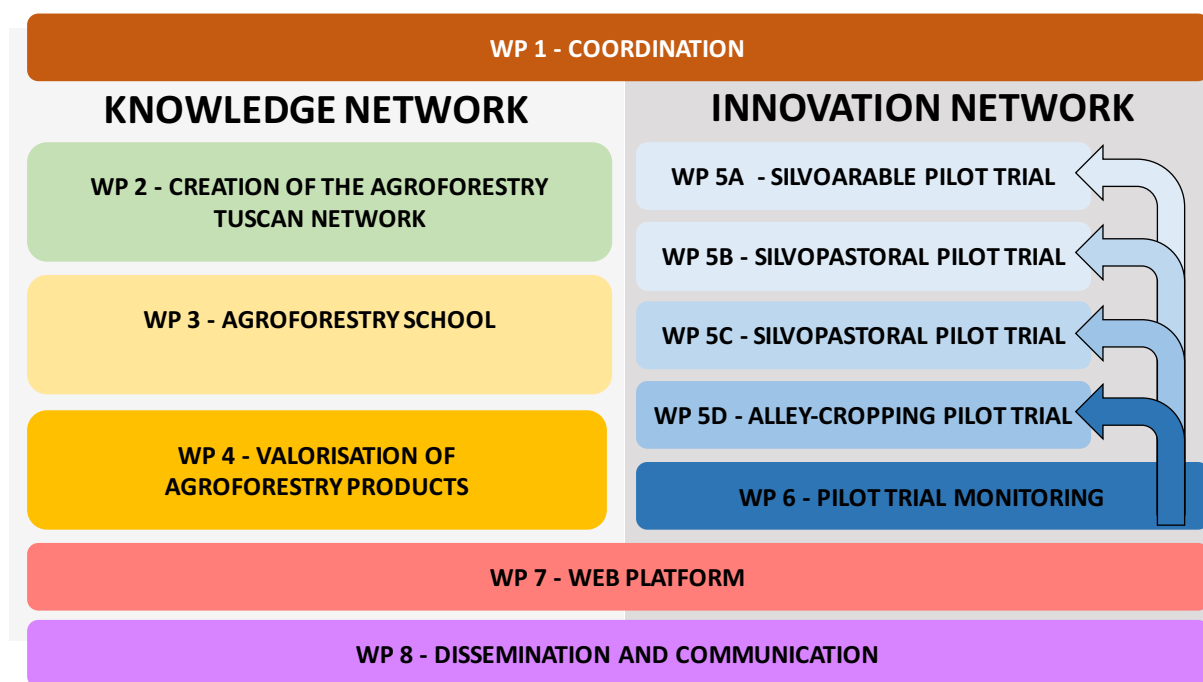 WP 1 - COORDINATION
KNOWLEDGE NETWORK
WP 2 - CREATION OF THE AGROFORESTRY
TUSCAN NETWORK
WP 3 - AGROFORESTRY SCHOOL
WP 4 - VALORISATION OF
AGROFORESTRY PRODUCTS
INNOVATION NETWORK
WP 5A - SILVOARABLE PILOT TRIAL
WP 5B - SILVOPASTORAL PILOT TRIAL
WP 5C - SILVOPASTORAL PILOT TRIAL
WP 5D - ALLEY-CROPPING PILOT TRIAL
WP 6 - PILOT TRIAL MONITORING
WP 7 - WEB PLATFORM
WP 8 - DISSEMINATION AND COMMUNICATION